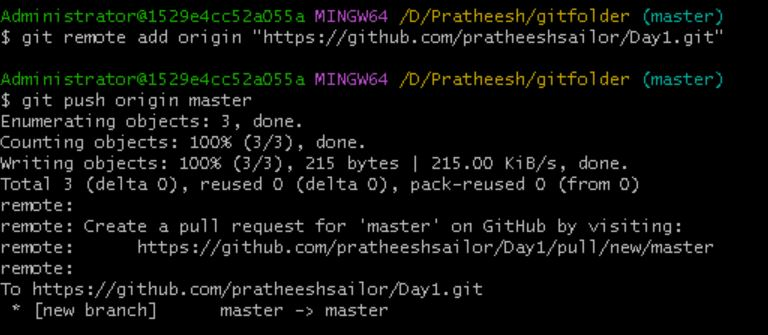 Administrator@1529e4cc52a055a MINGW64 /D/Pratheesh/gitfolder (master)
$ git remote add origin "https://github.com/pratheeshsailor/Day1.git"
Administrator@1529e4cc52a055a MINGW64 /D/Pratheesh/gitfolder (master)
$ git push origin master
Enumerating objects: 3, done.
Counting objects: 100% (3/3), done.
Writing objects: 100% (3/3), 215 bytes | 215.00 KiB/s, done.
Total 3 (delta 0), reused 0 (delta 0), pack-reused 0 (from 0)
remote:
remote: Create a pull request for 'master' on GitHub by visiting:
remote:      https://github.com/pratheeshsailor/Day1/pull/new/master
remote:
To https://github.com/pratheeshsailor/Day1.git
 * [new branch]      master -> master